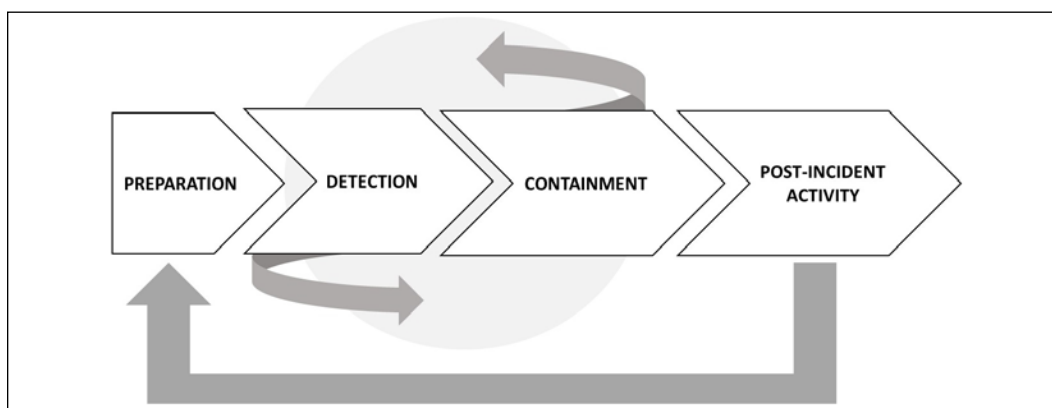 PREPARATION
DETECTION
CONTAINMENT
POST-INCIDENT
ACTIVITY